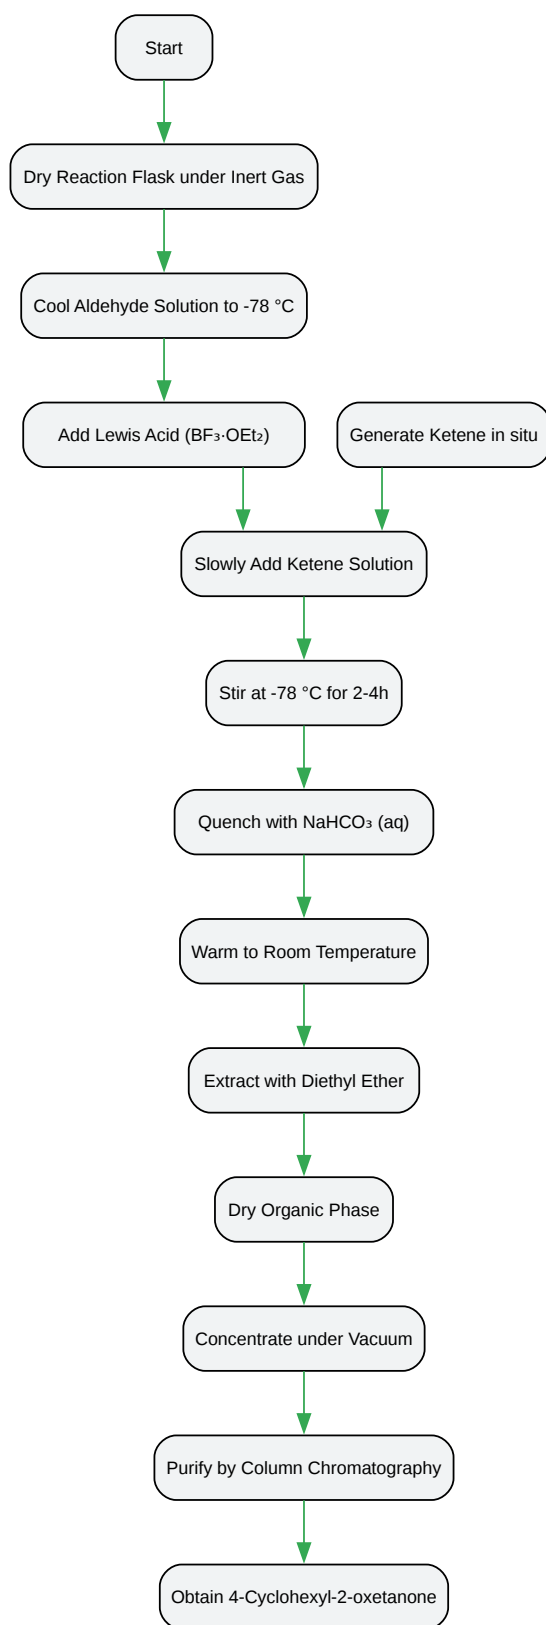 Start
Dry Reaction Flask under Inert Gas
Cool Aldehyde Solution to -78 °C
Add Lewis Acid (BF₃·OEt₂)
Generate Ketene in situ
Slowly Add Ketene Solution
Stir at -78 °C for 2-4h
Quench with NaHCO₃ (aq)
Warm to Room Temperature
Extract with Diethyl Ether
Dry Organic Phase
Concentrate under Vacuum
Purify by Column Chromatography
Obtain 4-Cyclohexyl-2-oxetanone